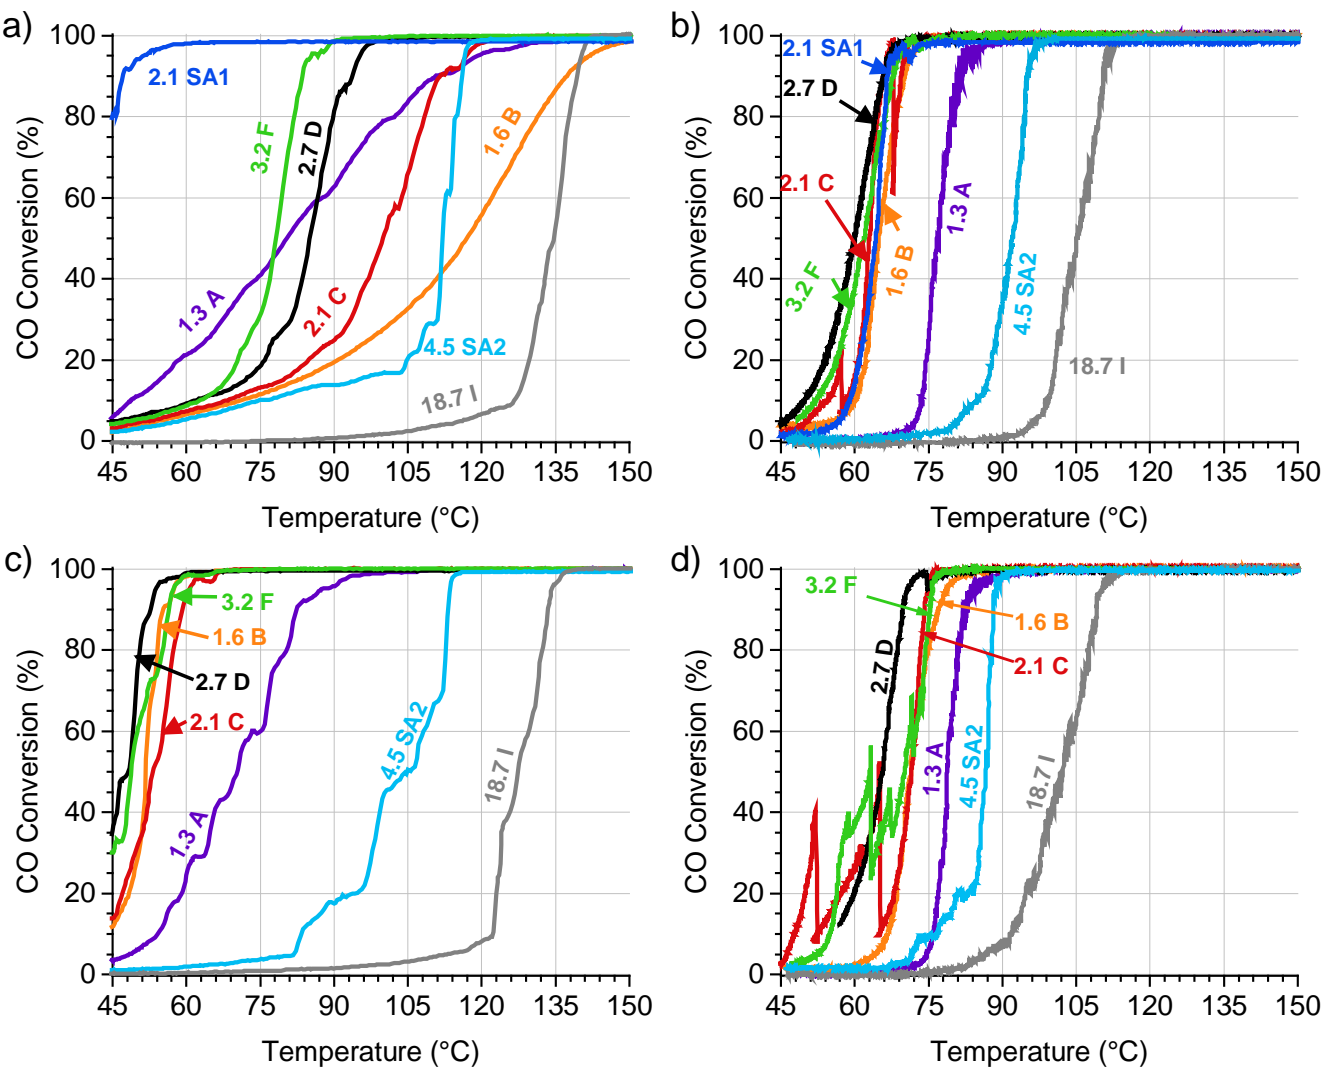 a)
CO Conversion (%)
100
80
60
40
20
0
2.1 SA1
3.2 F
2.7 D
1.6 B
1.3 A
2.1 C
4.5 SA2
18.7 I
45 60 75 90 105 120 135 150
Temperature (°C)
b)
CO Conversion (%)
100
80
60
40
20
0
2.1 SA1
2.7 D
2.1 C
1.3 A
1.6 B
3.2 F
4.5 SA2
18.7 I
45 60 75 90 105 120 135 150
Temperature (°C)
c)
CO Conversion (%)
100
80
60
40
20
0
3.2 F
1.6 B
2.7 D
2.1 C
4.5 SA2
18.7 I
1.3 A
45 60 75 90 105 120 135 150
Temperature (°C)
d)
CO Conversion (%)
100
80
60
40
20
0
3.2 F
1.6 B
2.7 D
2.1 C
1.3 A
4.5 SA2
18.7 I
45 60 75 90 105 120 135 150
Temperature (°C)